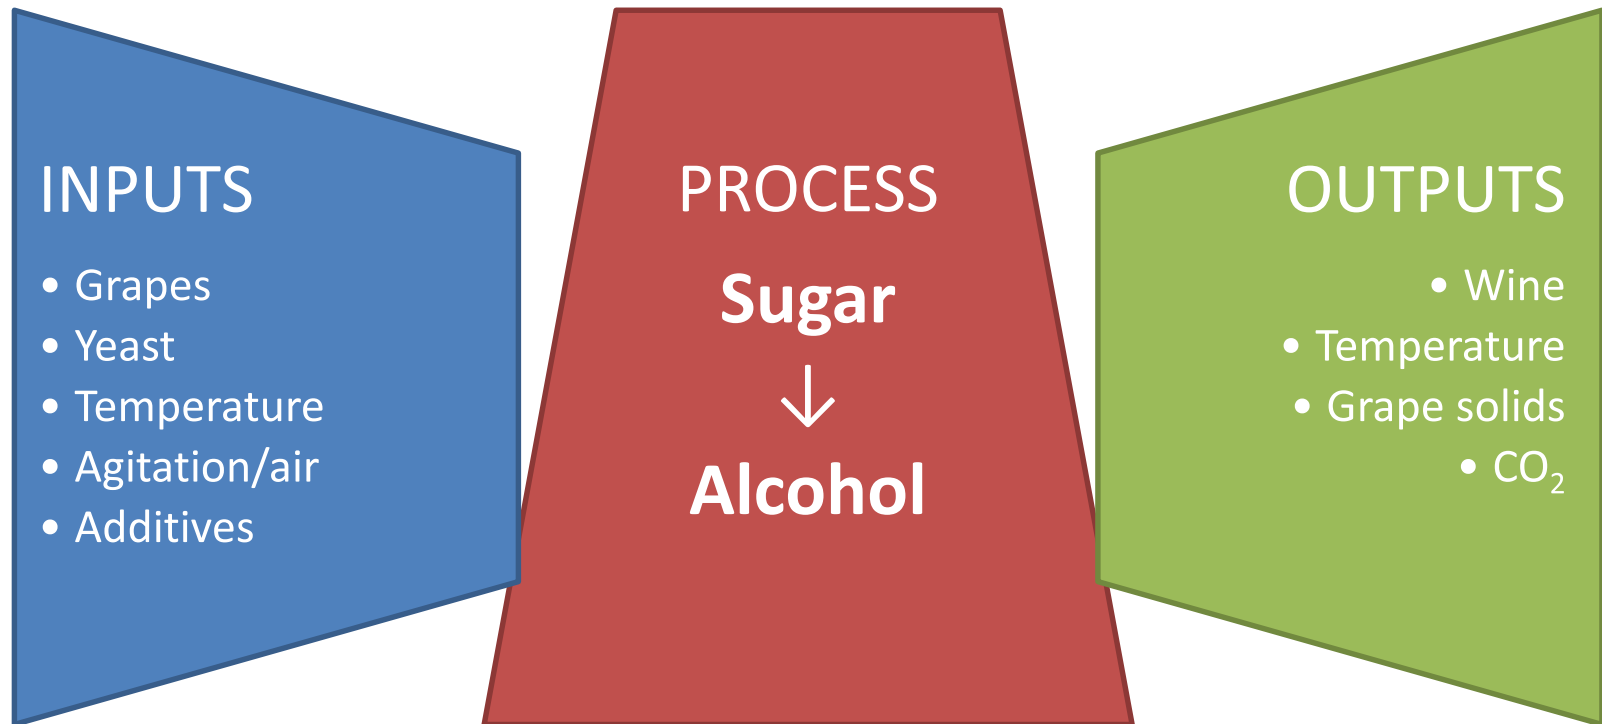 INPUTS
• Grapes
• Yeast
• Temperature
• Agitation/air
• Additives
PROCESS
Sugar
↓
Alcohol
OUTPUTS
• Wine
• Temperature
• Grape solids
• CO₂